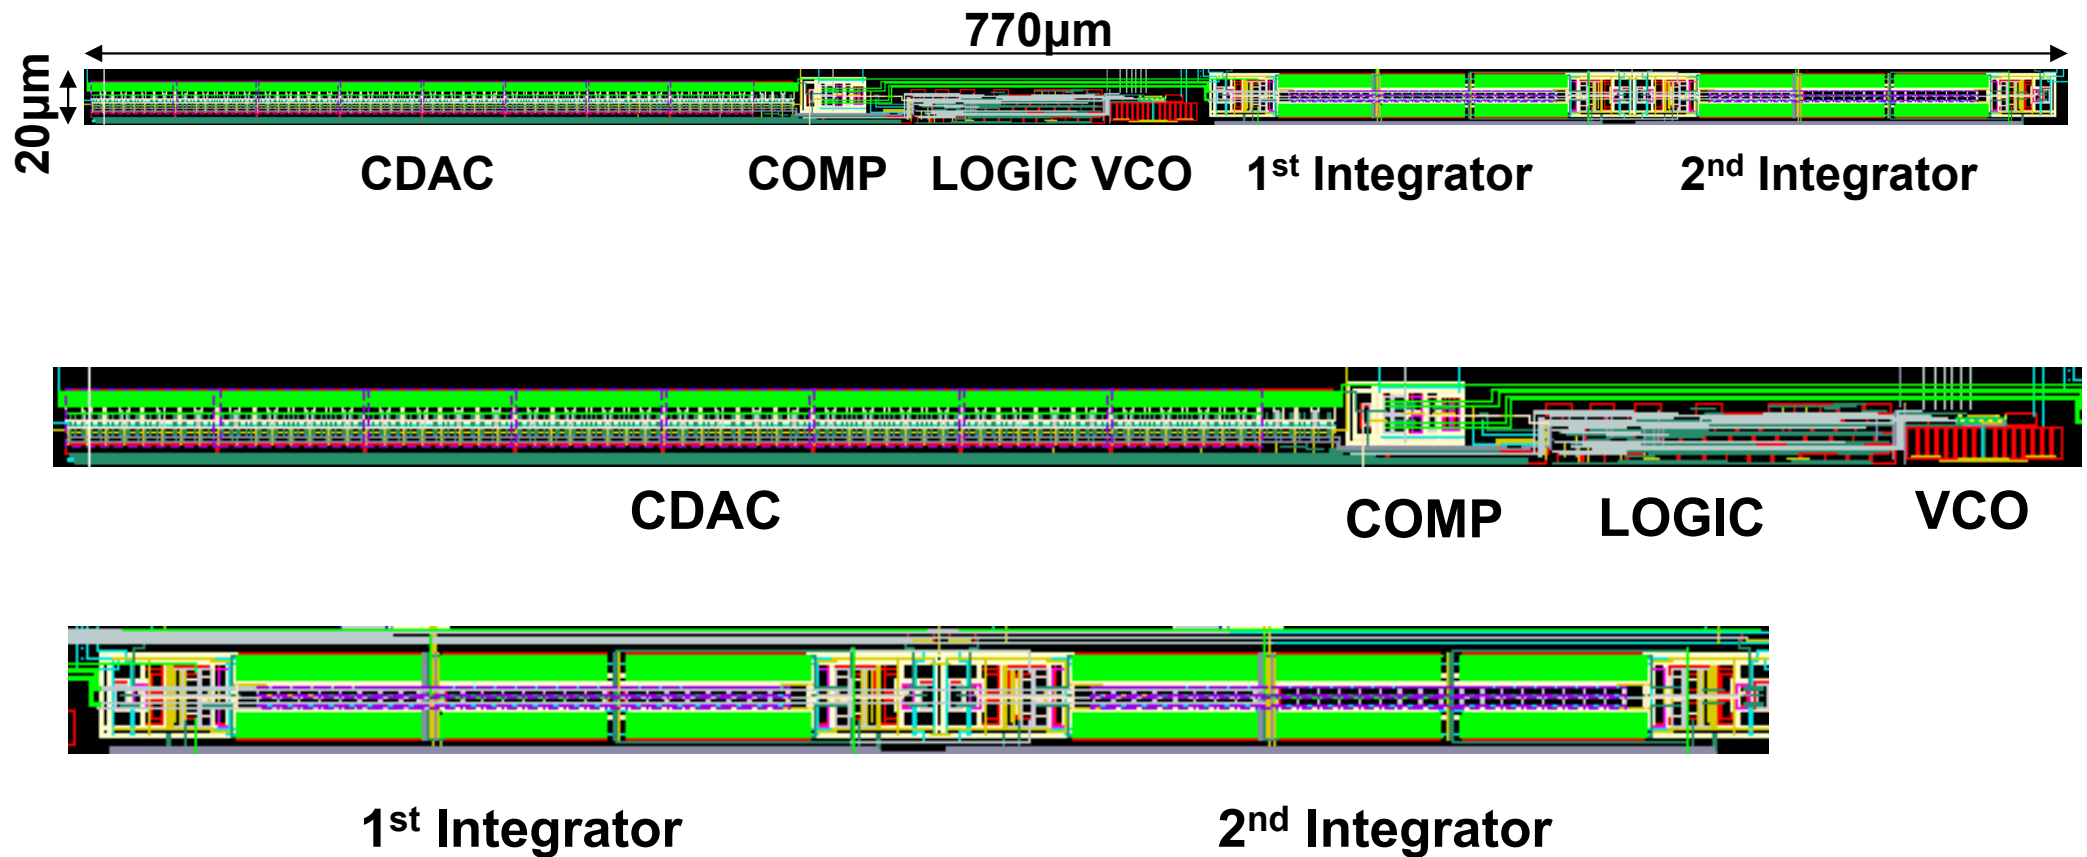 770µm
20µm
CDAC COMP LOGIC VCO 1st Integrator 2nd Integrator
CDAC COMP LOGIC VCO
1st Integrator 2nd Integrator